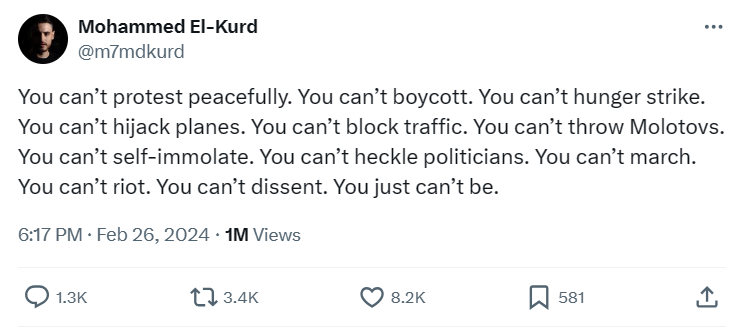 Mohammed El-Kurd
@m7mdkurd
You can’t protest peacefully. You can’t boycott. You can’t hunger strike.
You can’t hijack planes. You can’t block traffic. You can’t throw Molotovs.
You can’t self-immolate. You can’t heckle politicians. You can’t march.
You can’t riot. You can’t dissent. You just can’t be.
6:17 PM · Feb 26, 2024 · 1M Views
1.3K 3.4K 8.2K 581